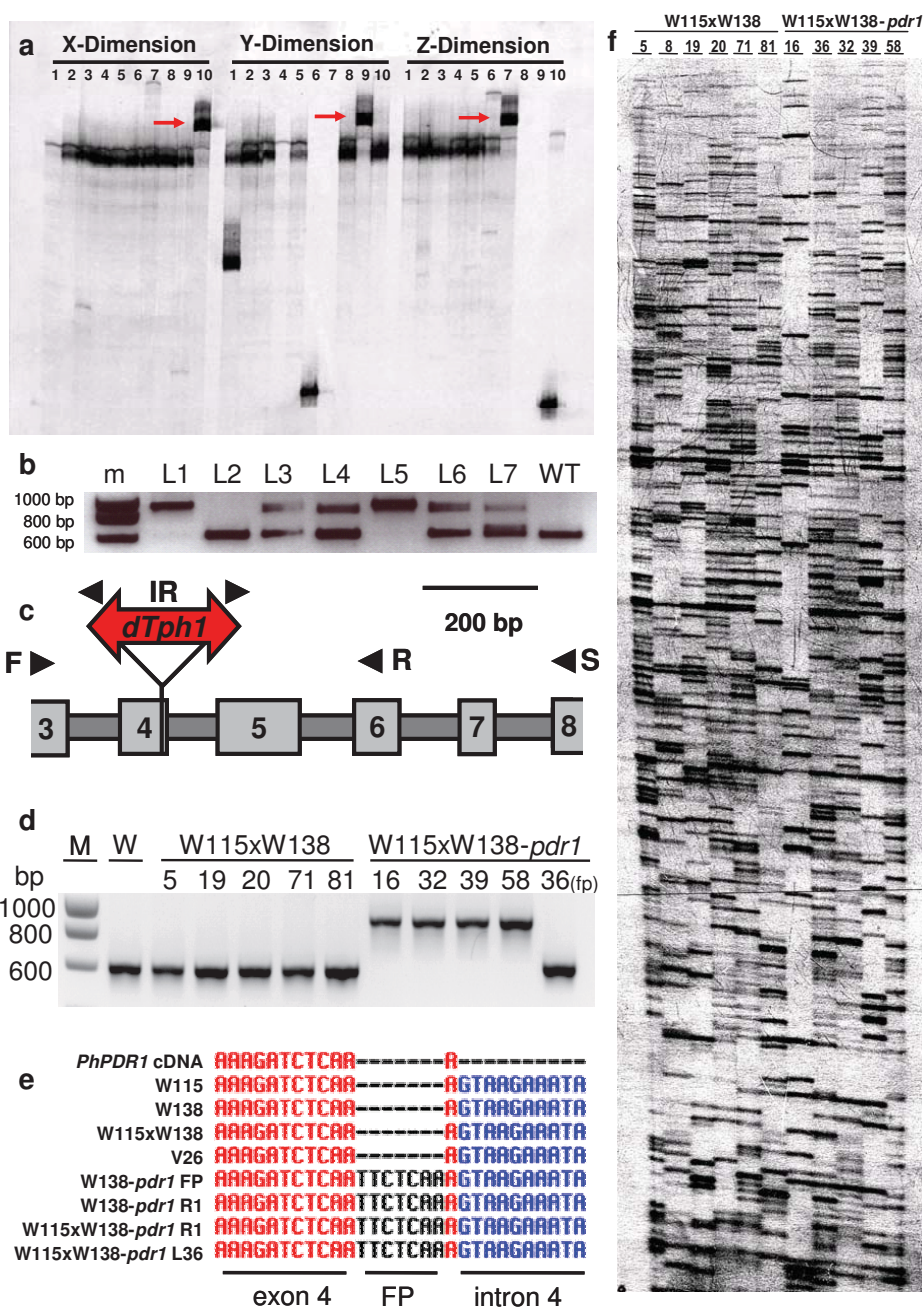 a
X-Dimension Y-Dimension Z-Dimension
1 2 3 4 5 6 7 8 9 10 1 2 3 4 5 6 7 8 9 10 1 2 3 4 5 6 7 8 9 10
b
m L1 L2 L3 L4 L5 L6 L7 WT
1000 bp
800 bp
600 bp
c
IR
dTph1
200 bp
F R S
3 4 5 6 7 8
d
M W W115xW138 W115xW138-pdr1
bp 5 19 20 71 81 16 32 39 58 36(fp)
1000
800
600
e
PhPDR1 cDNA AAAGATCTCAA-------A-----------
W115 AAAGATCTCAA-------AGTAAGAAATA
W138 AAAGATCTCAA-------AGTAAGAAATA
W115xW138 AAAGATCTCAA-------AGTAAGAAATA
V26 AAAGATCTCAA-------AGTAAGAAATA
W138-pdr1 FP AAAGATCTCAATTCTCAAAGTAAGAAATA
W138-pdr1 R1 AAAGATCTCAATTCTCAAAGTAAGAAATA
W115xW138-pdr1 R1 AAAGATCTCAATTCTCAAAGTAAGAAATA
W115xW138-pdr1 L36 AAAGATCTCAATTCTCAAAGTAAGAAATA
exon 4 FP intron 4
f
W115xW138 W115xW138-pdr1
5 8 19 20 71 81 16 36 32 39 58